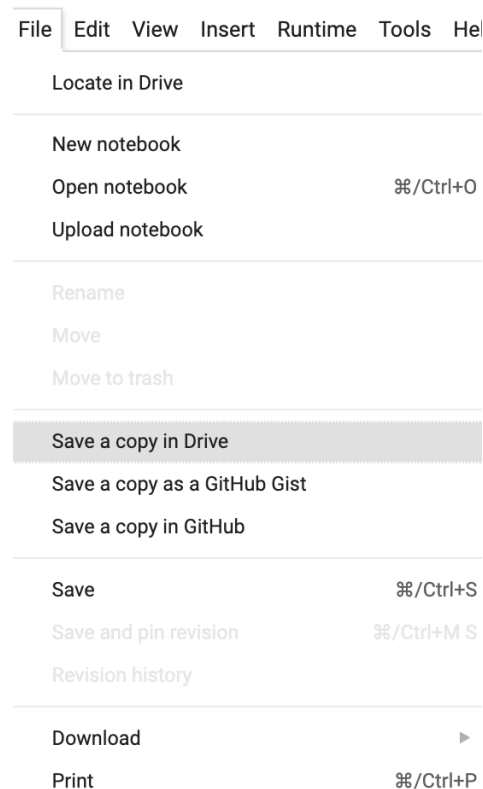 File Edit View Insert Runtime Tools Hel
Locate in Drive
New notebook
Open notebook ⌘/Ctrl+O
Upload notebook
Rename
Move
Move to trash
Save a copy in Drive
Save a copy as a GitHub Gist
Save a copy in GitHub
Save ⌘/Ctrl+S
Save and pin revision ⌘/Ctrl+M S
Revision history
Download ►
Print ⌘/Ctrl+P